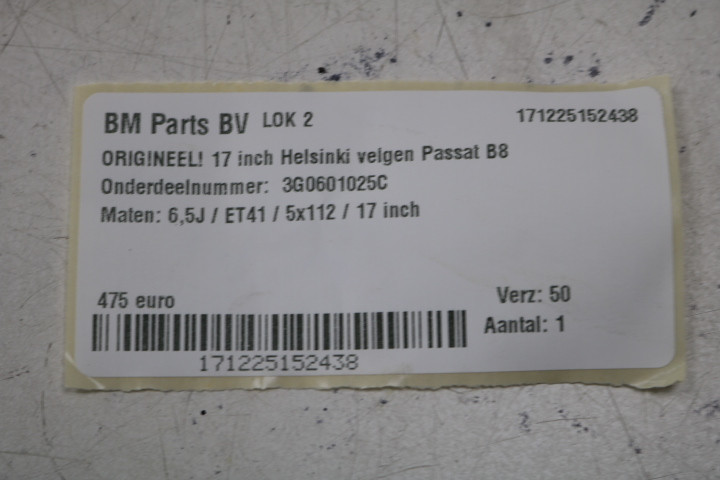 BM Parts BV LOK 2 171225152438
ORIGINEEL! 17 inch Helsinki velgen Passat B8
Onderdeelnummer: 3G0601025C
Maten: 6,5J / ET41 / 5x112 / 17 inch
475 euro Verz: 50
Aantal: 1
171225152438